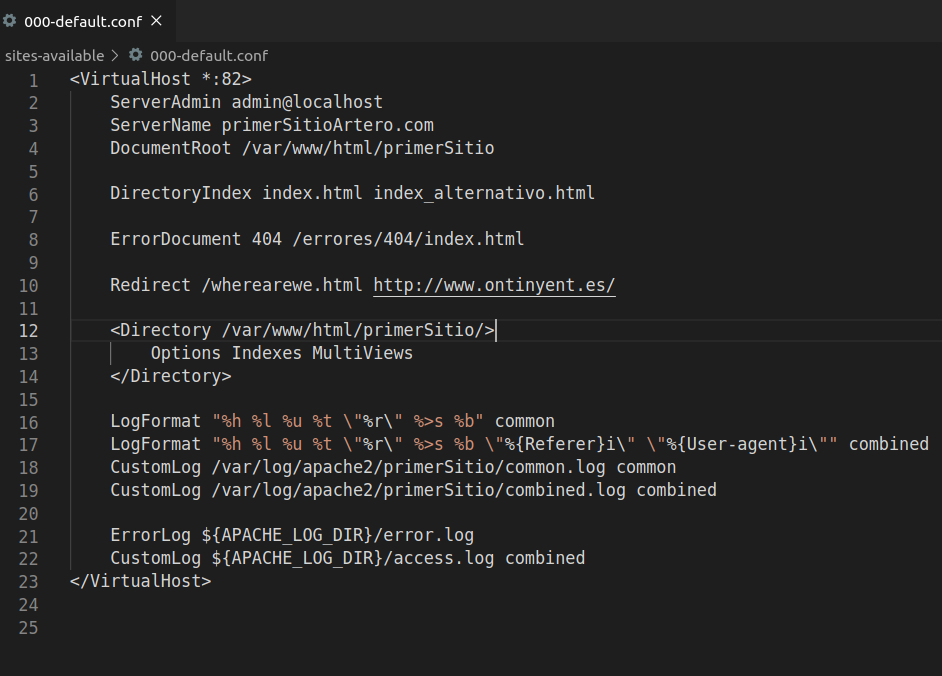 000-default.conf ×
sites-available > 000-default.conf
1 <VirtualHost *:82>
2 ServerAdmin admin@localhost
3 ServerName primerSitioArtero.com
4 DocumentRoot /var/www/html/primerSitio
5
6 DirectoryIndex index.html index_alternativo.html
7
8 ErrorDocument 404 /errores/404/index.html
9
10 Redirect /wherearewe.html http://www.ontinyent.es/
11
12 <Directory /var/www/html/primerSitio/>
13 Options Indexes MultiViews
14 </Directory>
15
16 LogFormat "%h %l %u %t \"%r\" %>s %b" common
17 LogFormat "%h %l %u %t \"%r\" %>s %b \"%{Referer}i\" \"%{User-agent}i\"" combined
18 CustomLog /var/log/apache2/primerSitio/common.log common
19 CustomLog /var/log/apache2/primerSitio/combined.log combined
20
21 ErrorLog ${APACHE_LOG_DIR}/error.log
22 CustomLog ${APACHE_LOG_DIR}/access.log combined
23 </VirtualHost>
24
25